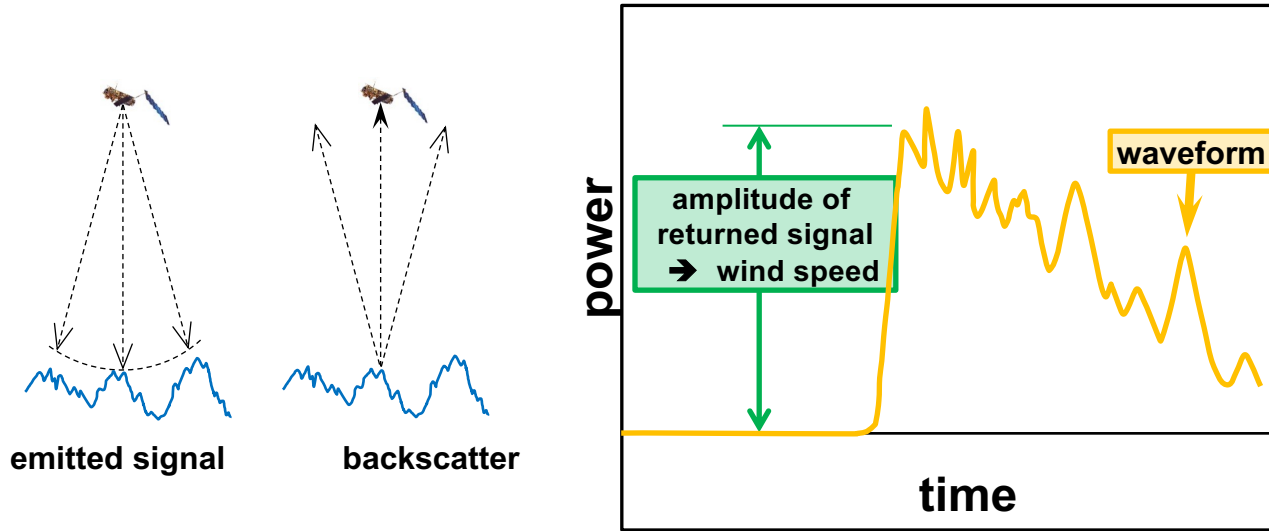 emitted signal
backscatter
power
amplitude of
returned signal
➔ wind speed
waveform
time